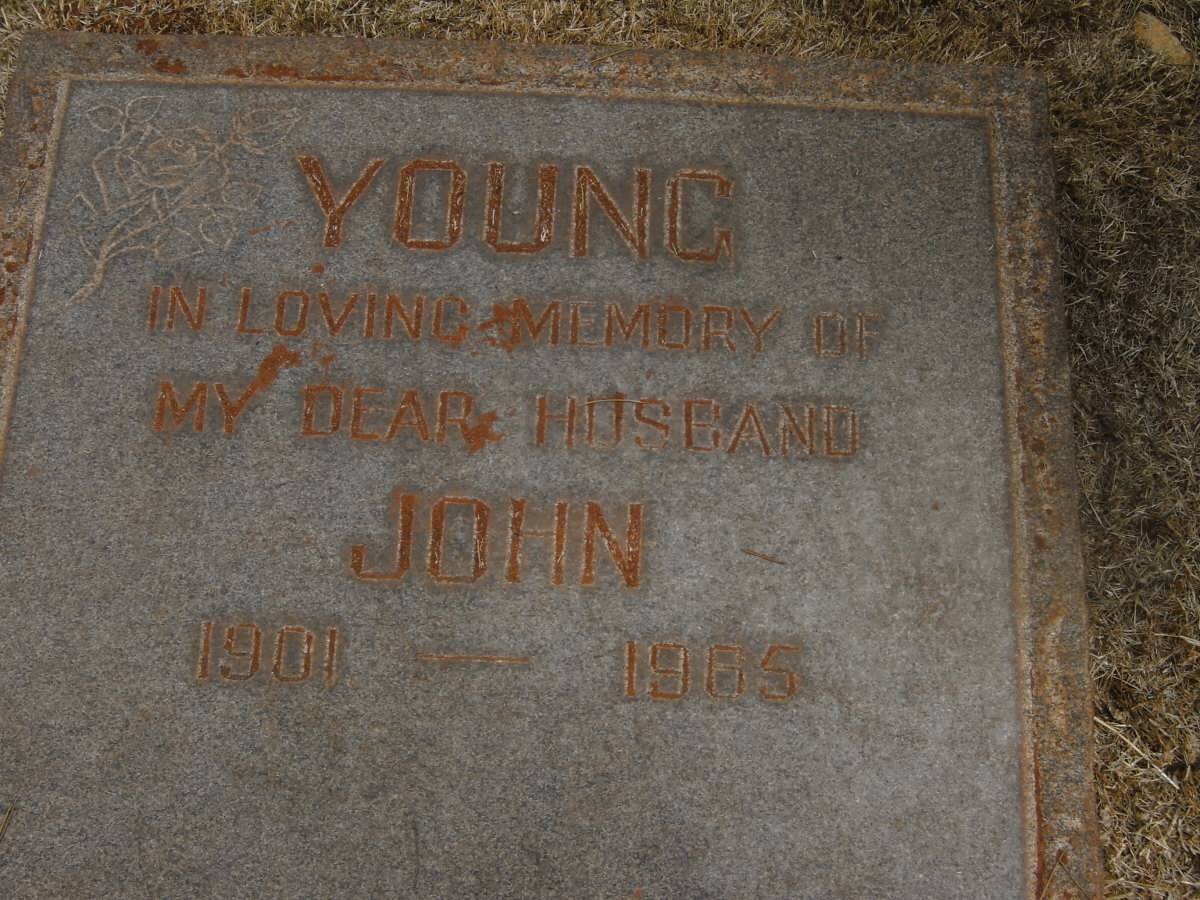 YOUNG
IN LOVING MEMORY OF
MY DEAR HUSBAND
JOHN
1901 — 1965